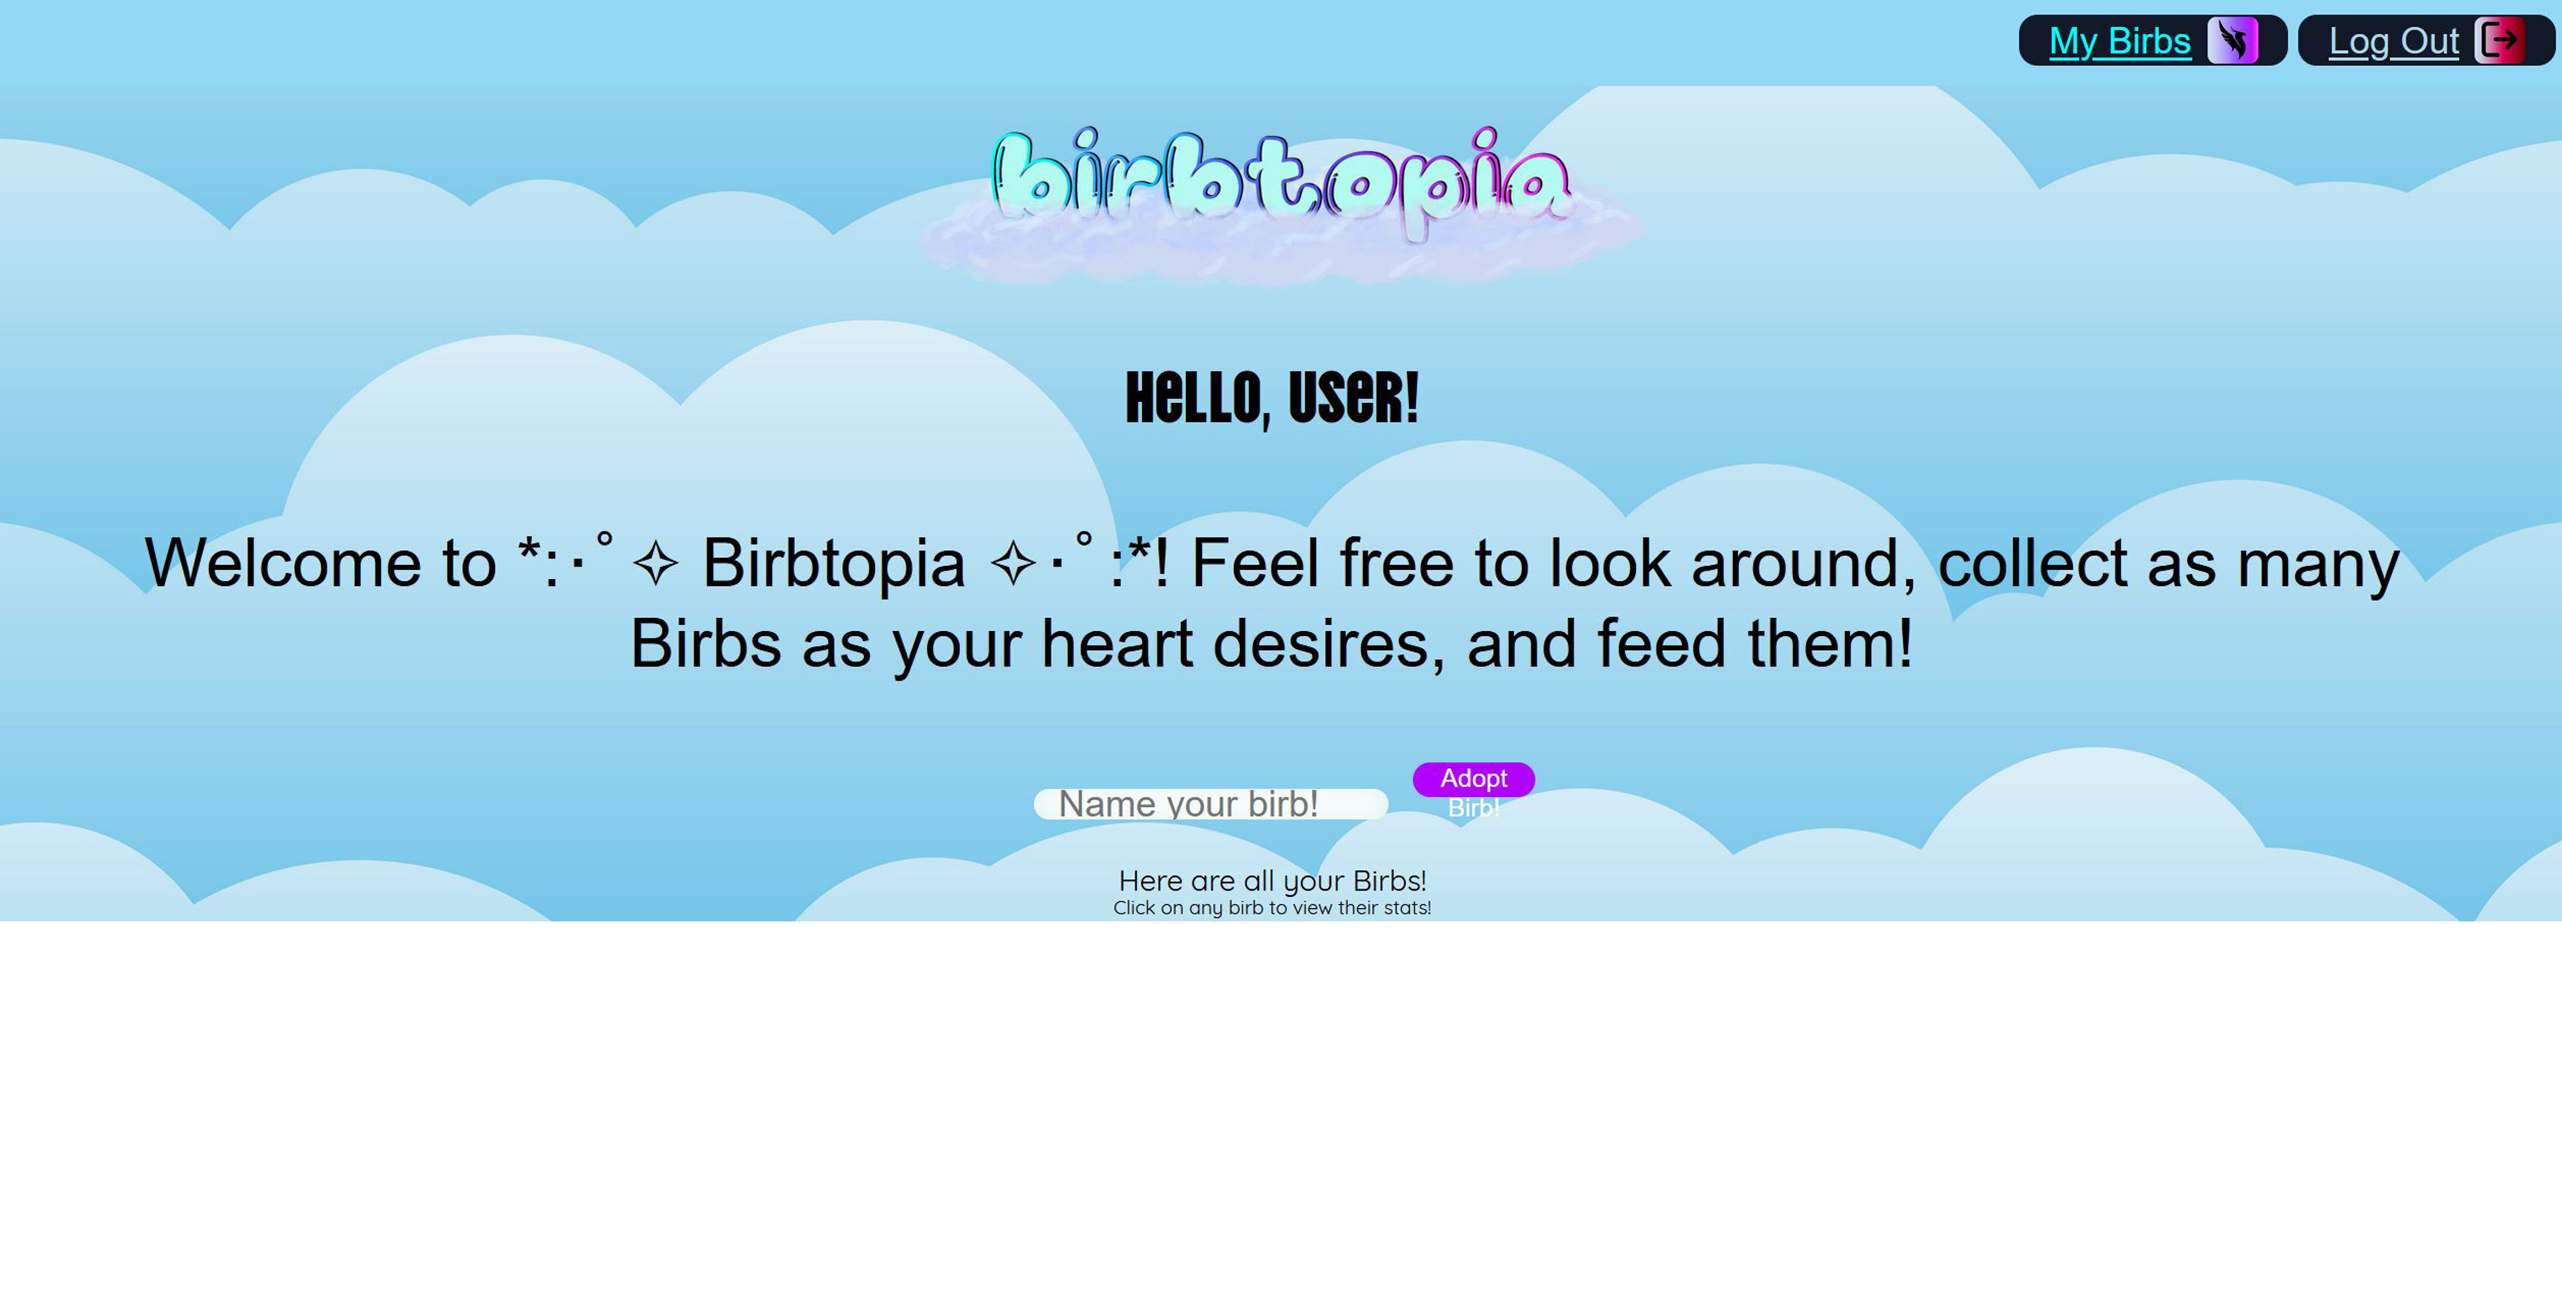 My Birbs
Log Out
birbtopia
Hello, User!
Welcome to *:･ﾟ✧ Birbtopia ✧･ﾟ:*! Feel free to look around, collect as many
Birbs as your heart desires, and feed them!
Name your birb!
Adopt
Birb!
Here are all your Birbs!
Click on any birb to view their stats!